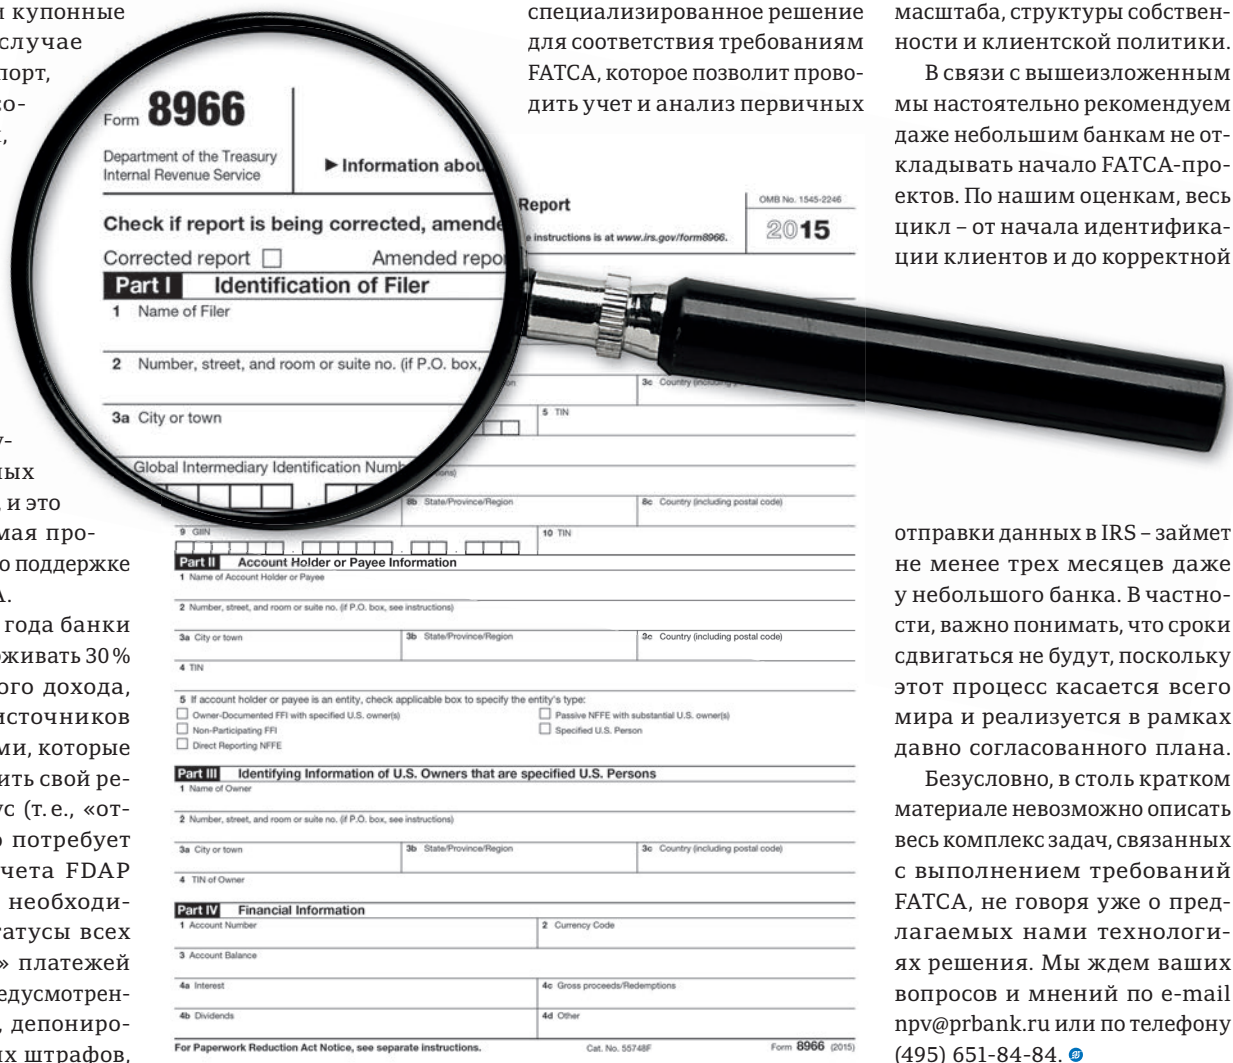 и купонные
случае
порт,
со-
у-
ных
и это
мая про-
о поддержке
А.
года банки
живать 30 %
ого дохода,
источников
ми, которые
ить свой ре-
ус (т. е., «от-
о потребует
чета FDAP
необходи-
татусы всех
» платежей
едусмотрен-
, депониро-
их штрафов,
Form 8966
Department of the Treasury
Internal Revenue Service
▶ Information abou
Check if report is being corrected, amende
Corrected report
Amended repo
Part I Identification of Filer
1 Name of Filer
2 Number, street, and room or suite no. (if P.O. box,
3a City or town
Global Intermediary Identification Numb
Report
e instructions is at www.irs.gov/form8966.
OMB No. 1545-2246
2015
3c Country
5 TIN
8b State/Province/Region
8c Country (including postal code)
9 GIIN
10 TIN
Part II Account Holder or Payee Information
1 Name of Account Holder or Payee
2 Number, street, and room or suite no. (if P.O. box, see instructions)
3a City or town
3b State/Province/Region
3c Country (including postal code)
4 TIN
5 If account holder or payee is an entity, check applicable box to specify the entity's type:
Owner-Documented FFI with specified U.S. owner(s)
Passive NFFE with substantial U.S. owner(s)
Non-Participating FFI
Specified U.S. Person
Direct Reporting NFFE
Part III Identifying Information of U.S. Owners that are specified U.S. Persons
1 Name of Owner
2 Number, street, and room or suite no. (if P.O. box, see instructions)
3a City or town
3b State/Province/Region
3c Country (including postal code)
4 TIN of Owner
Part IV Financial Information
1 Account Number
2 Currency Code
3 Account Balance
4a Interest
4c Gross proceeds/Redemptions
4b Dividends
4d Other
For Paperwork Reduction Act Notice, see separate instructions.
Cat. No. 55748F
Form 8966 (2015)
специализированное решение
для соответствия требованиям
FATCA, которое позволит прово-
дить учет и анализ первичных
масштаба, структуры собствен-
ности и клиентской политики.
В связи с вышеизложенным
мы настоятельно рекомендуем
даже небольшим банкам не от-
кладывать начало FATCA-про-
ектов. По нашим оценкам, весь
цикл – от начала идентифика-
ции клиентов и до корректной
отправки данных в IRS – займет
не менее трех месяцев даже
у небольшого банка. В частно-
сти, важно понимать, что сроки
сдвигаться не будут, поскольку
этот процесс касается всего
мира и реализуется в рамках
давно согласованного плана.
Безусловно, в столь кратком
материале невозможно описать
весь комплекс задач, связанных
с выполнением требований
FATCA, не говоря уже о пред-
лагаемых нами технологи-
ях решения. Мы ждем ваших
вопросов и мнений по e-mail
npv@prbank.ru или по телефону
(495) 651-84-84.